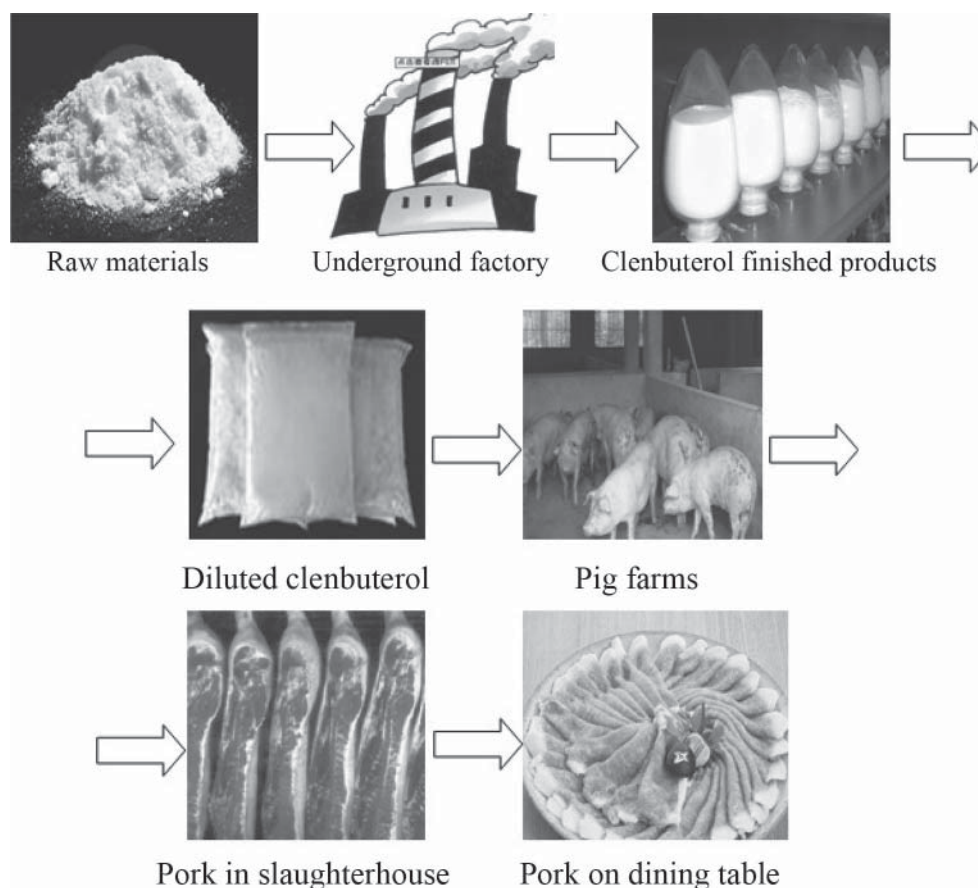 Raw materials
Underground factory
Clenbuterol finished products
Diluted clenbuterol
Pig farms
Pork in slaughterhouse
Pork on dining table